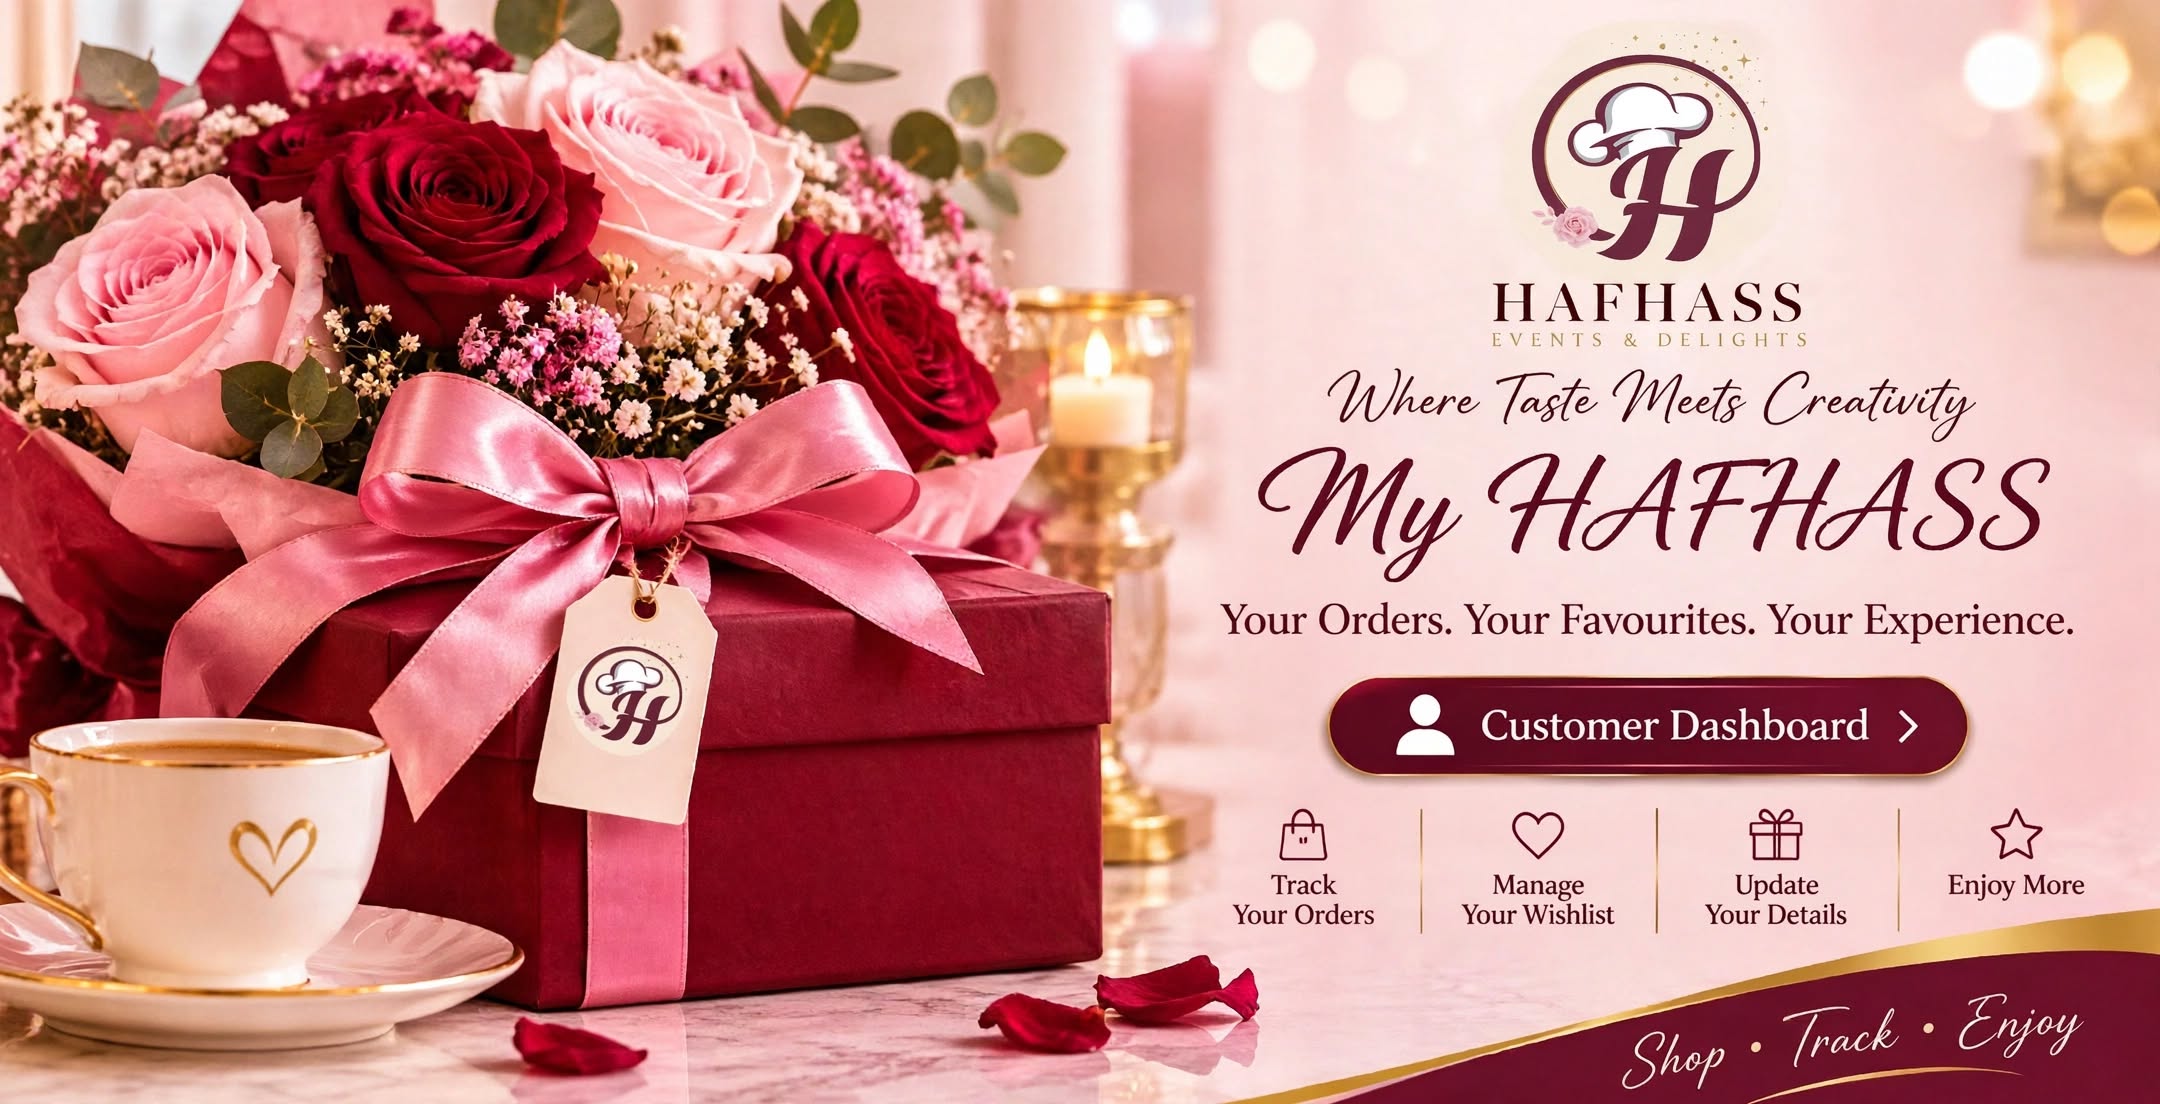 H
HAFHASS
EVENTS & DELIGHTS
Where Taste Meets Creativity
My HAFHASS
Your Orders. Your Favourites. Your Experience.
Customer Dashboard
Track
Your Orders
Manage
Your Wishlist
Update
Your Details
Enjoy More
Shop • Track • Enjoy
H